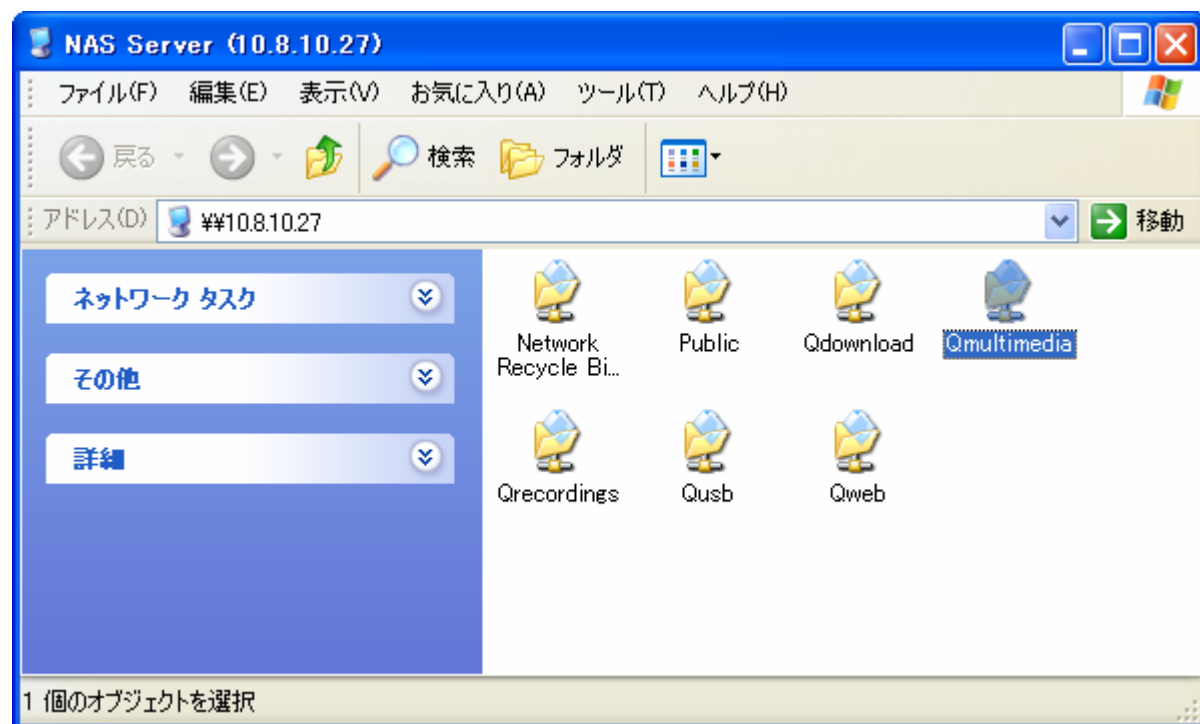 NAS Server (10.8.10.27)
ファイル(F) 編集(E) 表示(V) お気に入り(A) ツール(T) ヘルプ(H)
戻る 検索 フォルダ
アドレス(D) ¥¥10.8.10.27 移動
ネットワーク タスク
その他
詳細
Network Recycle Bi...
Public
Qdownload
Qmultimedia
Qrecordings
Qusb
Qweb
1 個のオブジェクトを選択